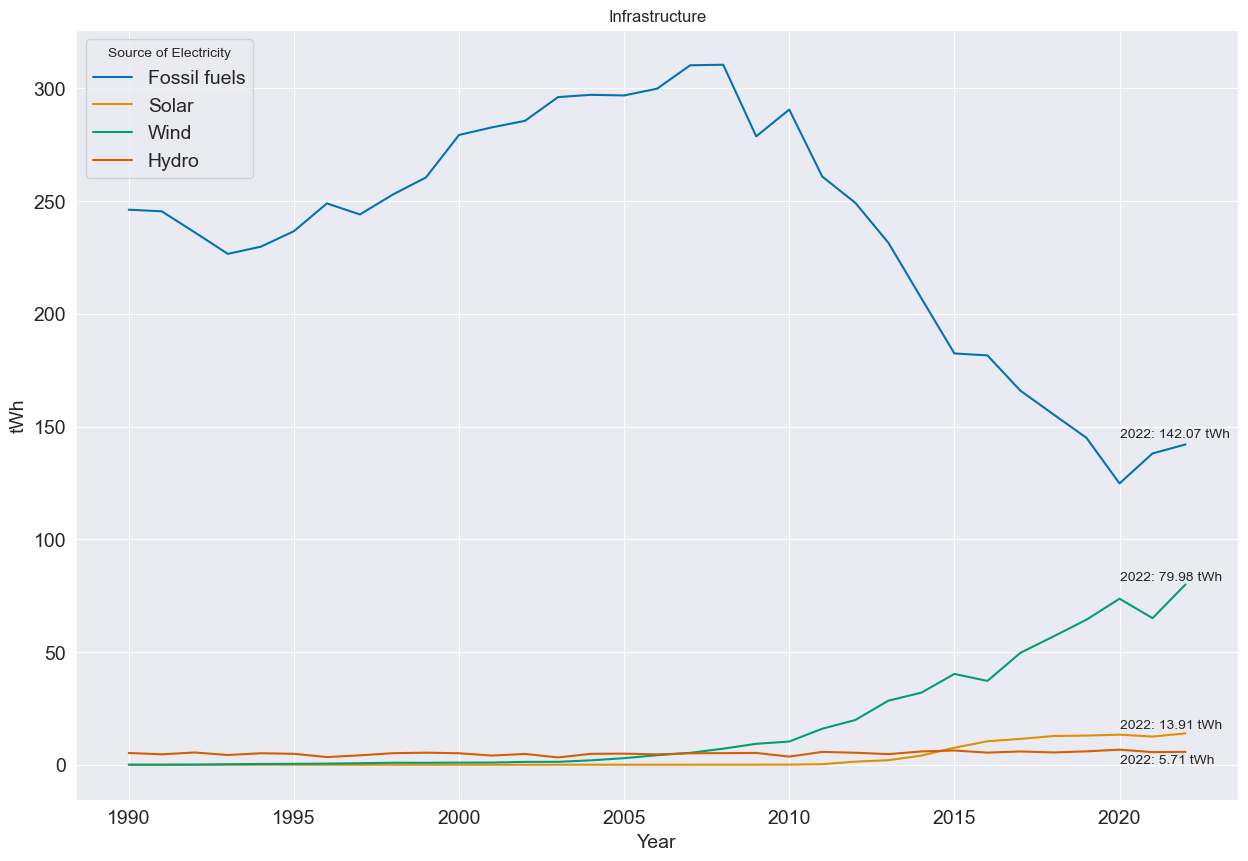 Infrastructure
Source of Electricity
Fossil fuels
Solar
Wind
Hydro
300
250
200
150
100
50
0
tWh
2022: 142.07 tWh
2022: 79.98 tWh
2022: 13.91 tWh
2022: 5.71 tWh
1990 1995 2000 2005 2010 2015 2020
Year